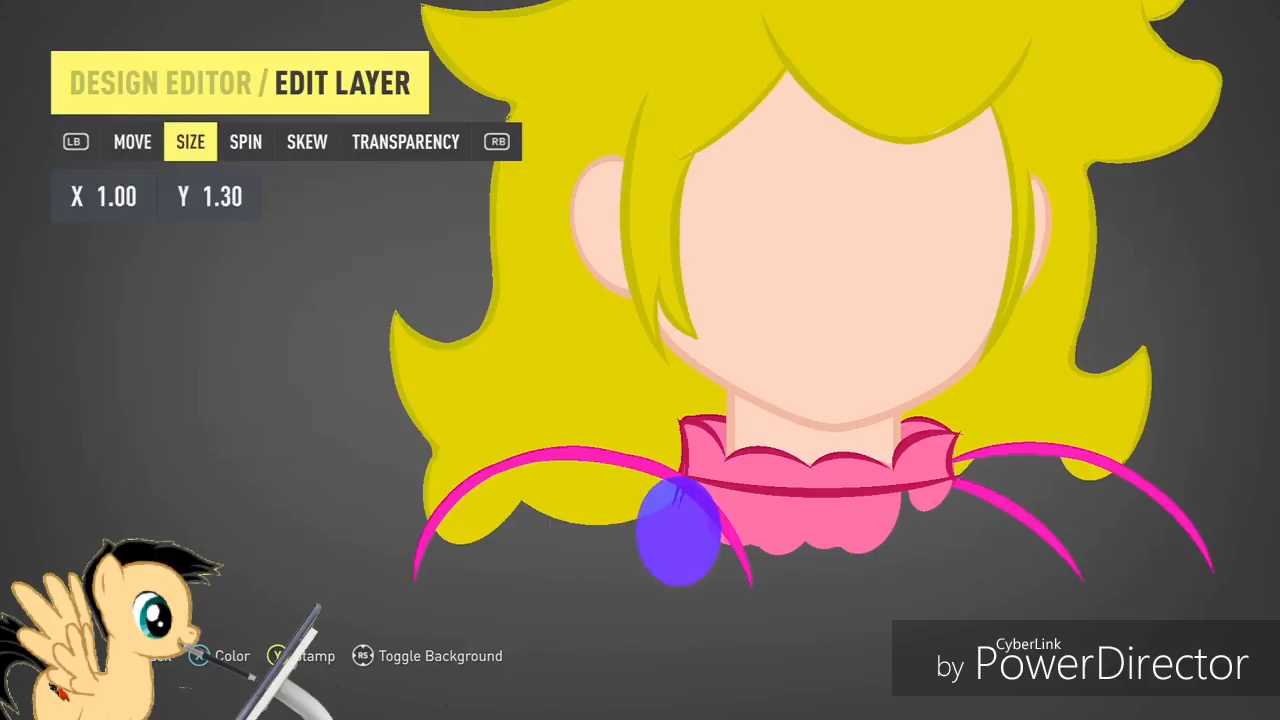 DESIGN EDITOR / EDIT LAYER
LB MOVE SIZE SPIN SKEW TRANSPARENCY RB
X 1.00 Y 1.30
X Color Y RS Toggle Background
CyberLink
by PowerDirector